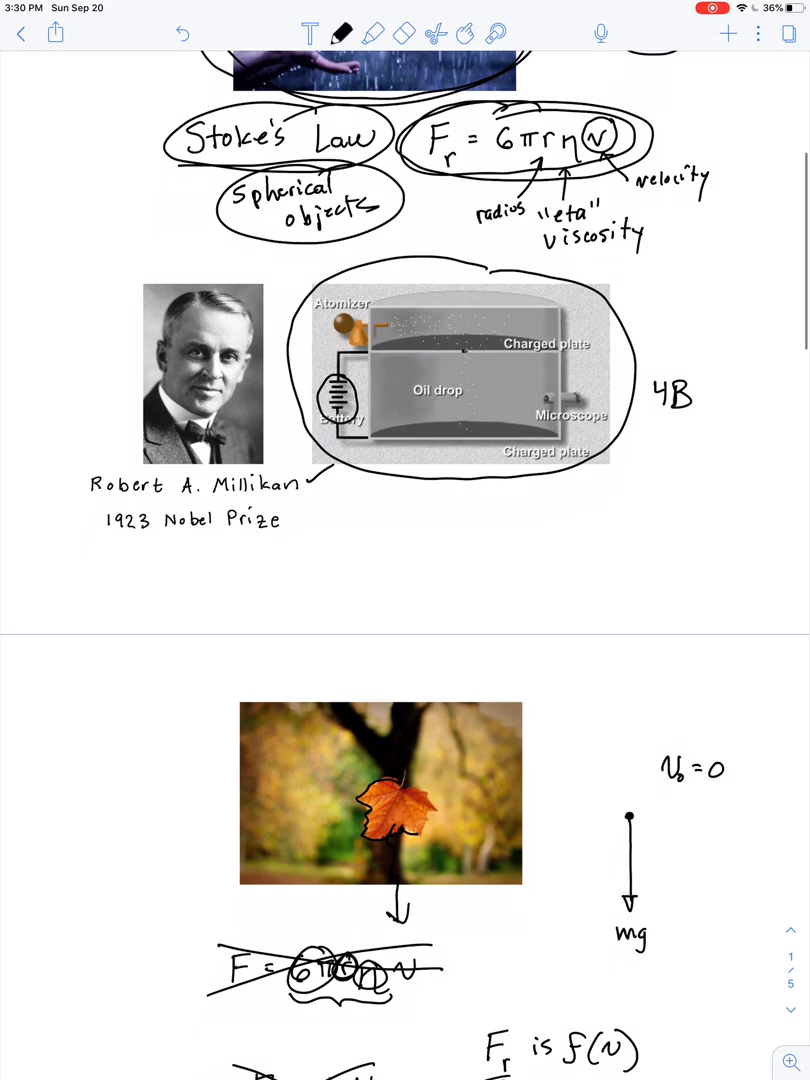 3:30 PM Sun Sep 20
36%
T
Stoke's Law
F_r = 6πrηv
Spherical
objects
radius "eta" velocity
viscosity
Atomizer
Charged plate
Oil drop
Battery
Microscope
Charged plate
4B
Robert A. Millikan
1923 Nobel Prize
v₀ = 0
mg
F = 6πrηv
F_r is f(v)
1
/
5